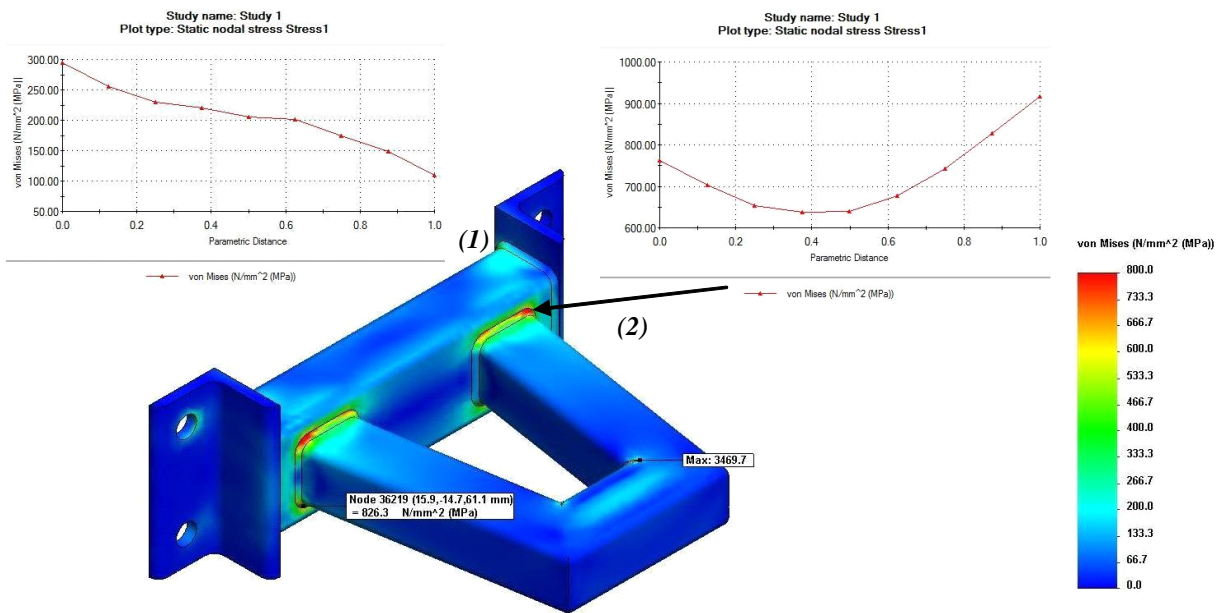 Study name: Study 1
Plot type: Static nodal stress Stress1
von Mises (N/mm^2 (MPa))
300.00
250.00
200.00
150.00
100.00
50.00
0.0 0.2 0.4 0.6 0.8 1.0
Parametric Distance
von Mises (N/mm^2 (MPa))
Study name: Study 1
Plot type: Static nodal stress Stress1
von Mises (N/mm^2 (MPa))
1000.00
900.00
800.00
700.00
600.00
0.0 0.2 0.4 0.6 0.8 1.0
Parametric Distance
von Mises (N/mm^2 (MPa))
(1)
(2)
Max: 3469.7
Node 36219 (15.9,-14.7,61.1 mm)
= 826.3 N/mm^2 (MPa)
von Mises (N/mm^2 (MPa))
800.0
733.3
666.7
600.0
533.3
466.7
400.0
333.3
266.7
200.0
133.3
66.7
0.0